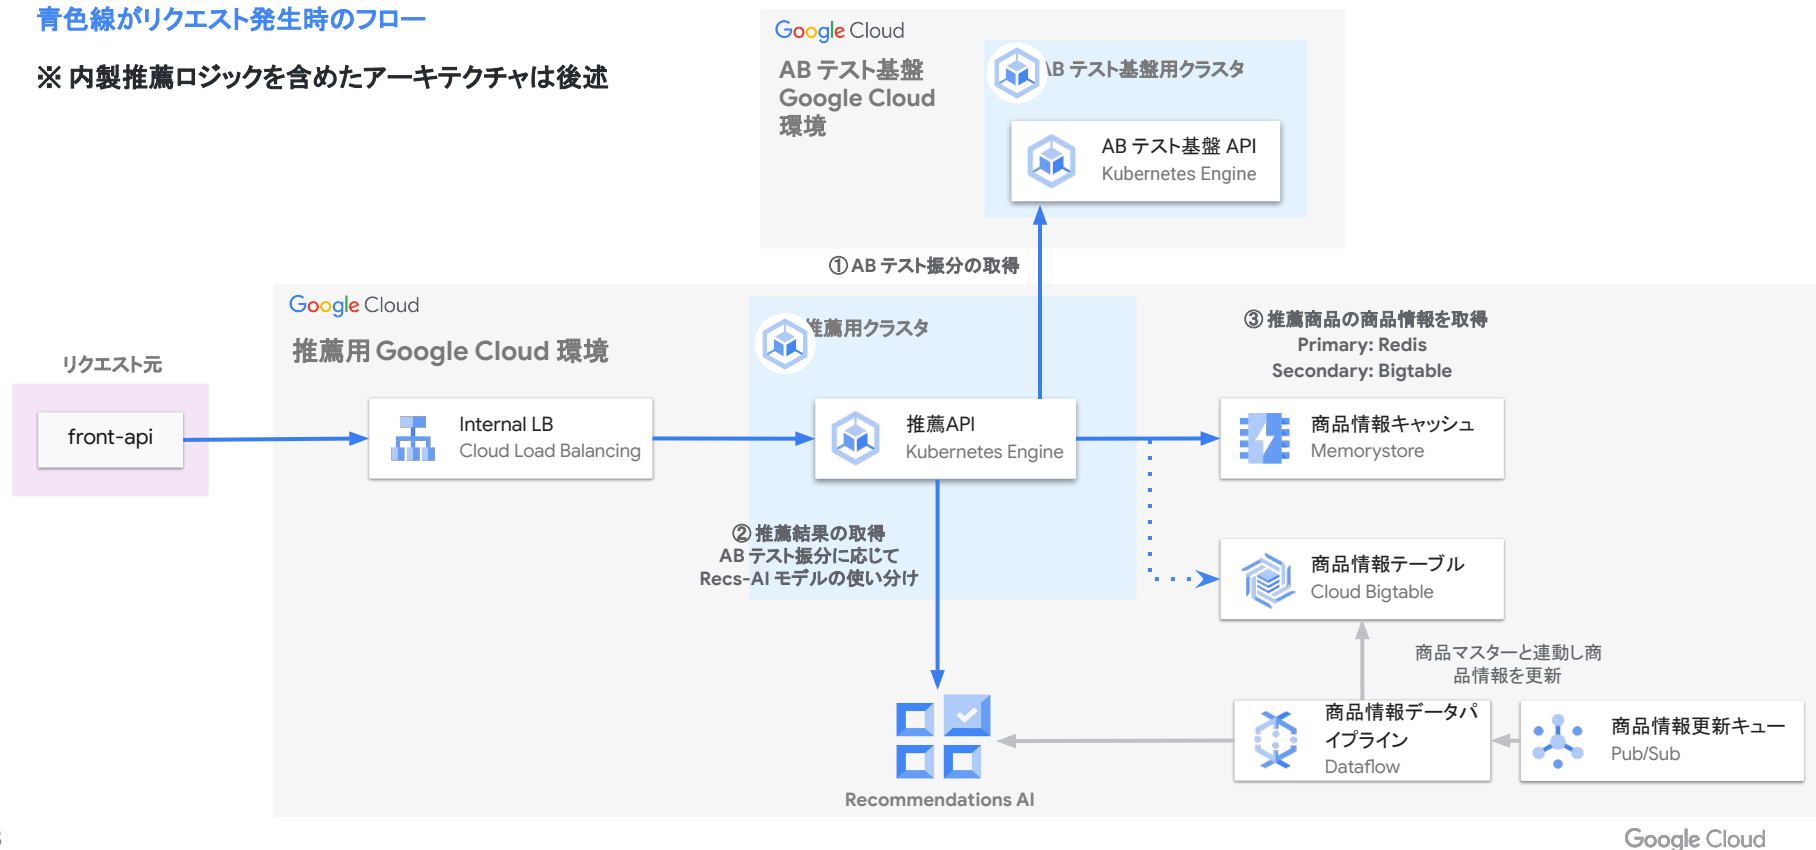 青色線がリクエスト発生時のフロー
※ 内製推薦ロジックを含めたアーキテクチャは後述
Google Cloud
AB テスト基盤
Google Cloud
環境
AB テスト基盤用クラスタ
AB テスト基盤 API
Kubernetes Engine
① AB テスト振分の取得
Google Cloud
推薦用 Google Cloud 環境
推薦用クラスタ
リクエスト元
front-api
Internal LB
Cloud Load Balancing
推薦API
Kubernetes Engine
③ 推薦商品の商品情報を取得
Primary: Redis
Secondary: Bigtable
商品情報キャッシュ
Memorystore
② 推薦結果の取得
AB テスト振分に応じて
Recs-AI モデルの使い分け
商品情報テーブル
Cloud Bigtable
商品マスターと連動し商
品情報を更新
商品情報データパ
イプライン
Dataflow
商品情報更新キュー
Pub/Sub
Recommendations AI
Google Cloud